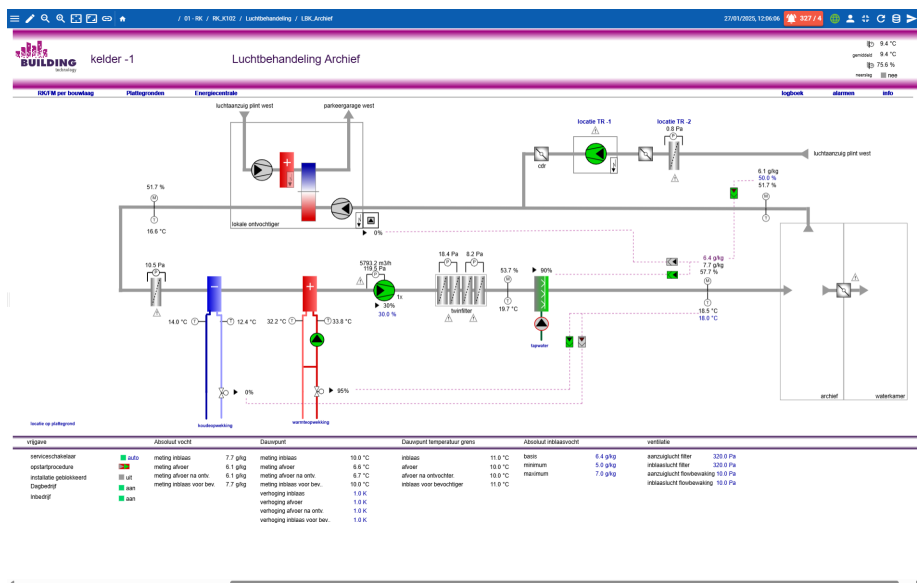 / 01 - RK / RK_K102 / Luchtbehandeling / LBK_Archief
27/01/2025, 12:06:06
327 / 4
BUILDING
technology
kelder -1
Luchtbehandeling Archief
9.4 °C
gemiddeld 9.4 °C
75.6 %
neerslag nee
RK/FM per bouwlaag Plattegronden Energiecentrale logboek alarmen info
luchtaanzuig plint west
parkeergarage west
locatie TR -1
locatie TR -2
0.8 Pa
cdr
luchtaanzuig plint west
6.1 g/kg
50.0 %
51.7 %
51.7 %
M
T
16.6 °C
lokale ontvochtiger
0%
M
T
6.4 g/kg
7.7 g/kg
57.7 %
10.5 Pa
P
5793.2 m3/h
119.5 Pa
P
18.4 Pa
8.2 Pa
P
P
53.7 %
M
T
19.7 °C
90%
M
T
18.5 °C
18.0 °C
1x
30%
30.0 %
twinfilter
14.0 °C
T
T
12.4 °C
32.2 °C
T
T
33.8 °C
tapwater
0%
95%
archief
waterkamer
locatie op plattegrond
koudeopwekking
warmteopwekking
vrijgave
serviceschakelaar auto
opstartprocedure
installatie geblokkeerd uit
Dagbedrijf aan
Inbedrijf aan
Absoluut vocht
meting inblaas 7.7 g/kg
meting afvoer 6.1 g/kg
meting afvoer na ontv. 6.1 g/kg
meting inblaas voor bev. 7.7 g/kg
Dauwpunt
meting inblaas 10.0 °C
meting afvoer 6.6 °C
meting afvoer na ontv. 6.7 °C
meting inblaas voor bev.. 10.0 °C
verhoging inblaas 1.0 K
verhoging afvoer 1.0 K
verhoging afvoer na ontv. 1.0 K
verhoging inblaas voor bev.. 1.0 K
Dauwpunt temperatuur grens
inblaas 11.0 °C
afvoer 10.0 °C
afvoer na ontvochter. 10.0 °C
inblaas voor bevochtiger 11.0 °C
Absoluut inblaasvocht
basis 6.4 g/kg
minimum 5.0 g/kg
maximum 7.0 g/kg
ventilatie
aanzuiglucht filter 320.0 Pa
inblaaslucht filter 320.0 Pa
aanzuiglucht flowbewaking 10.0 Pa
inblaaslucht flowbewaking 10.0 Pa